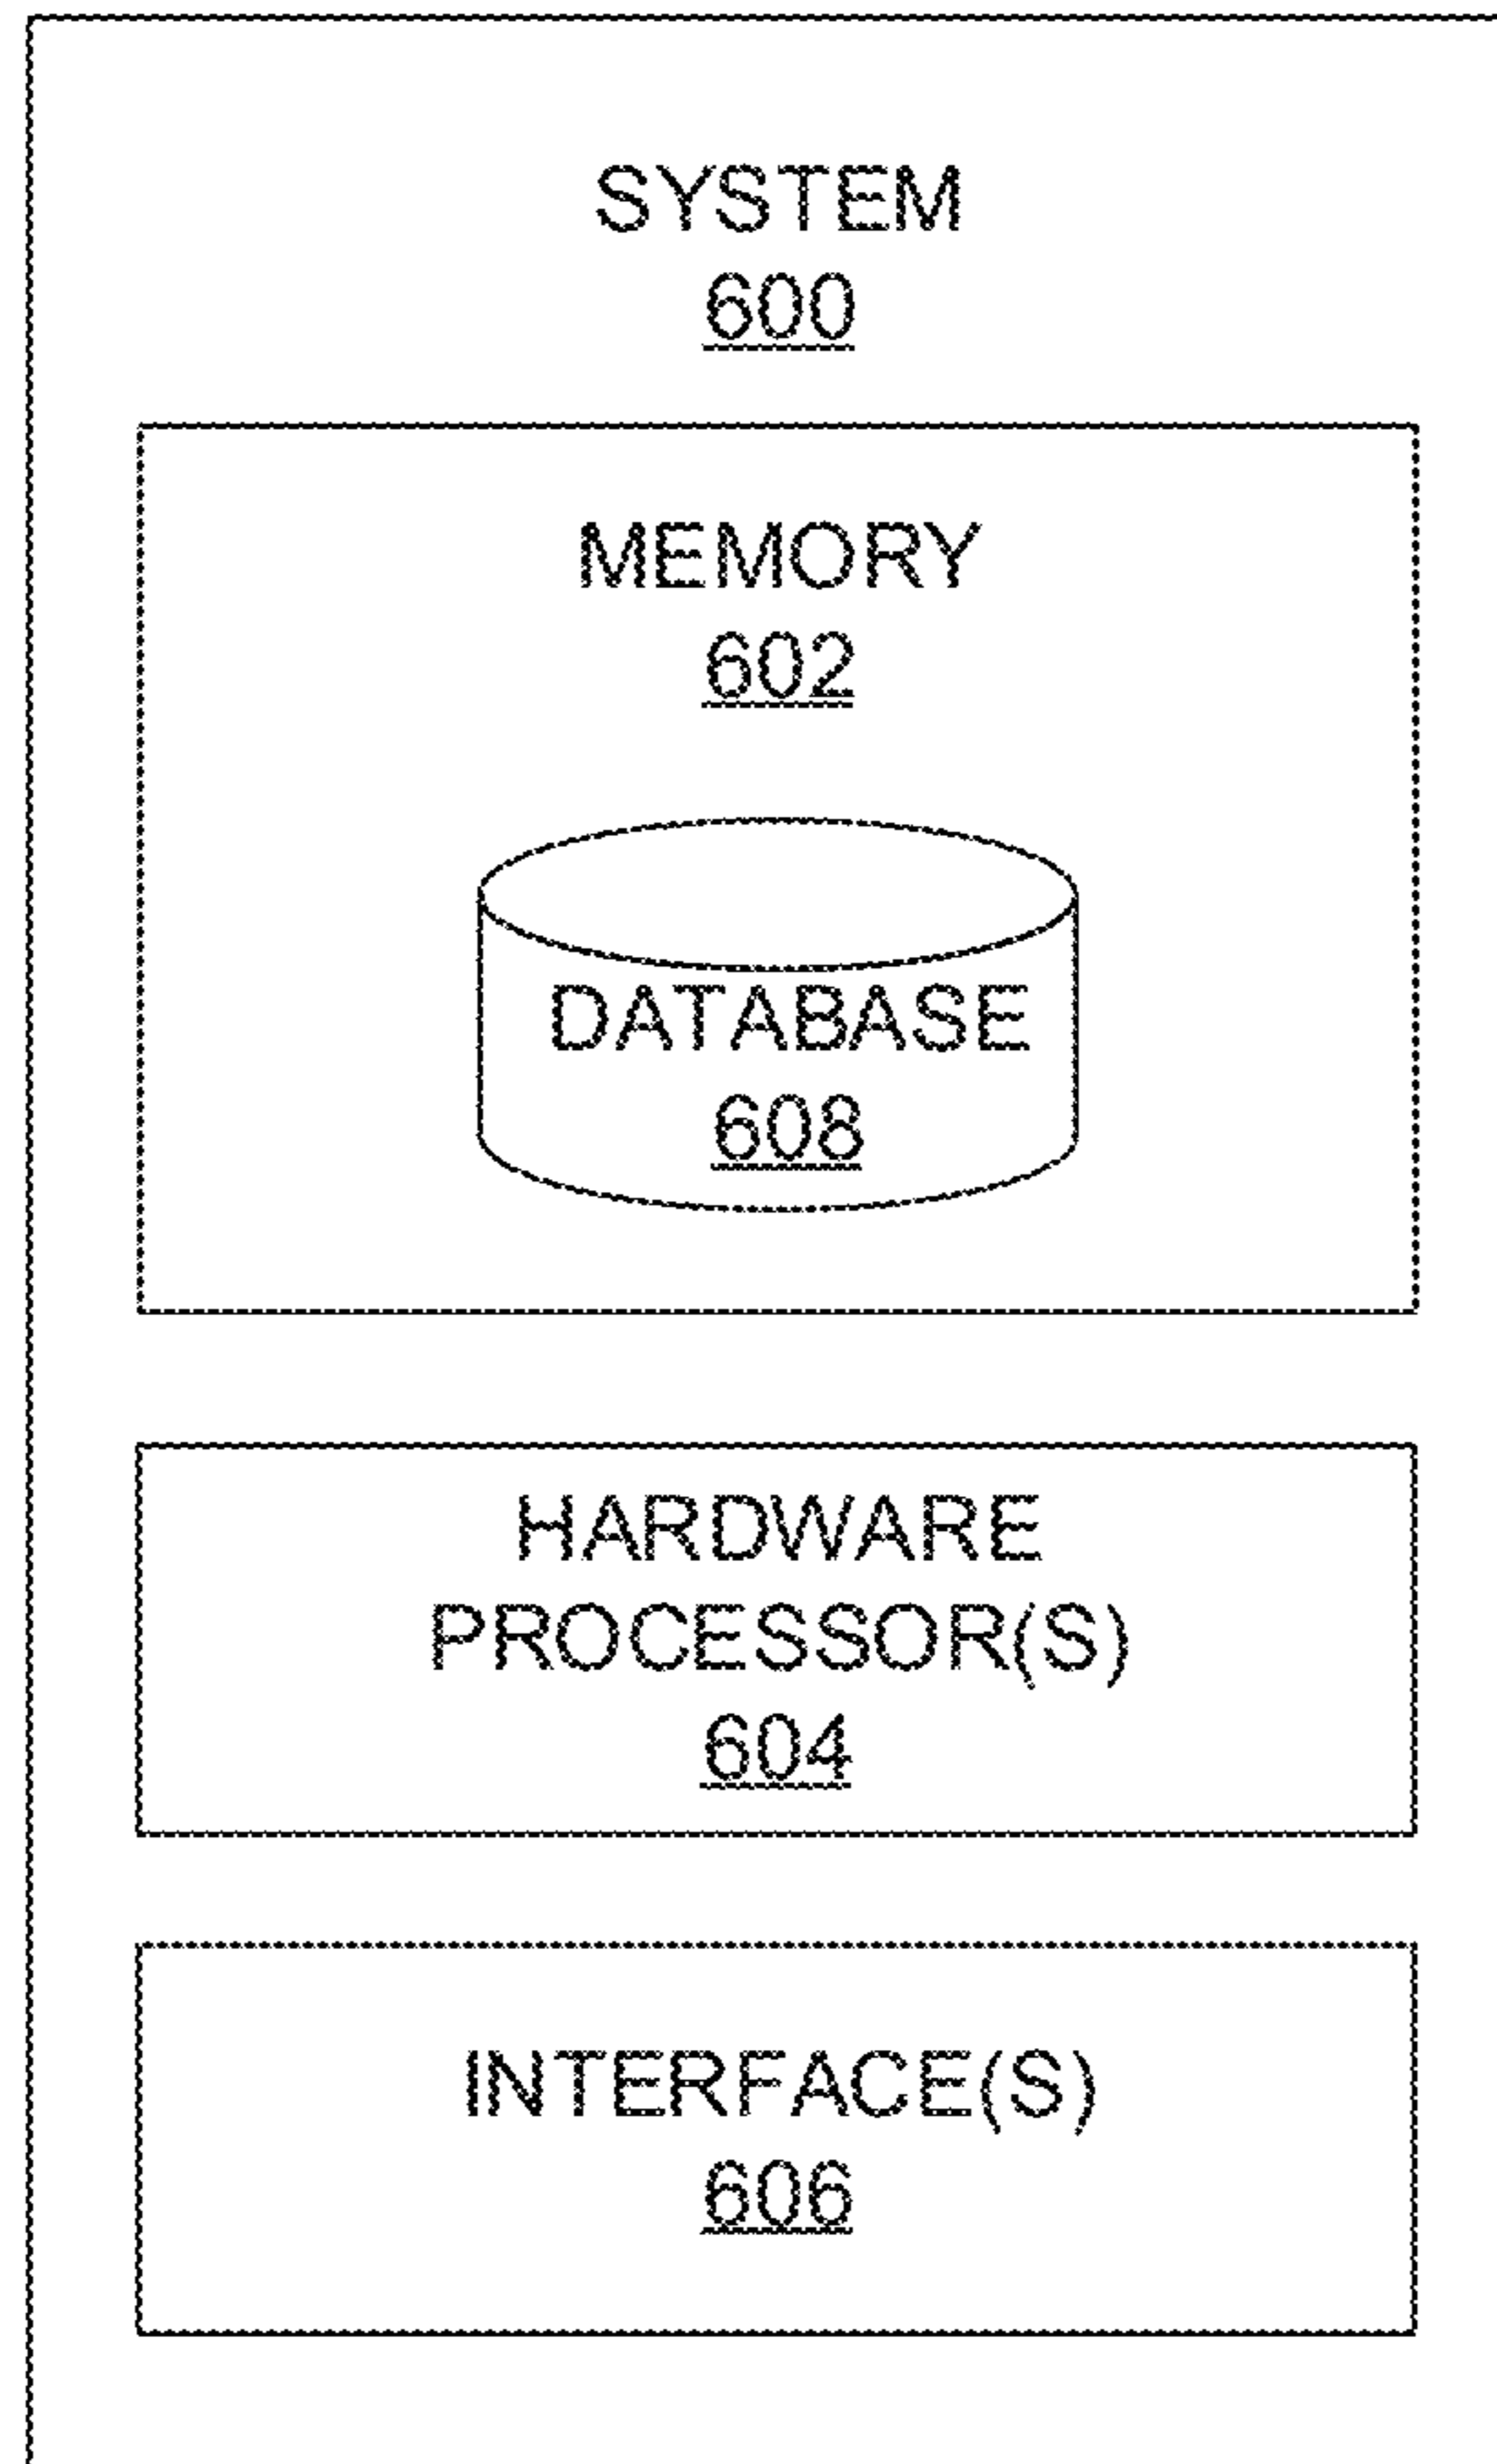 SYSTEM
600
MEMORY
602
DATABASE
608
HARDWARE
PROCESSOR(S)
604
INTERFACE(S)
606